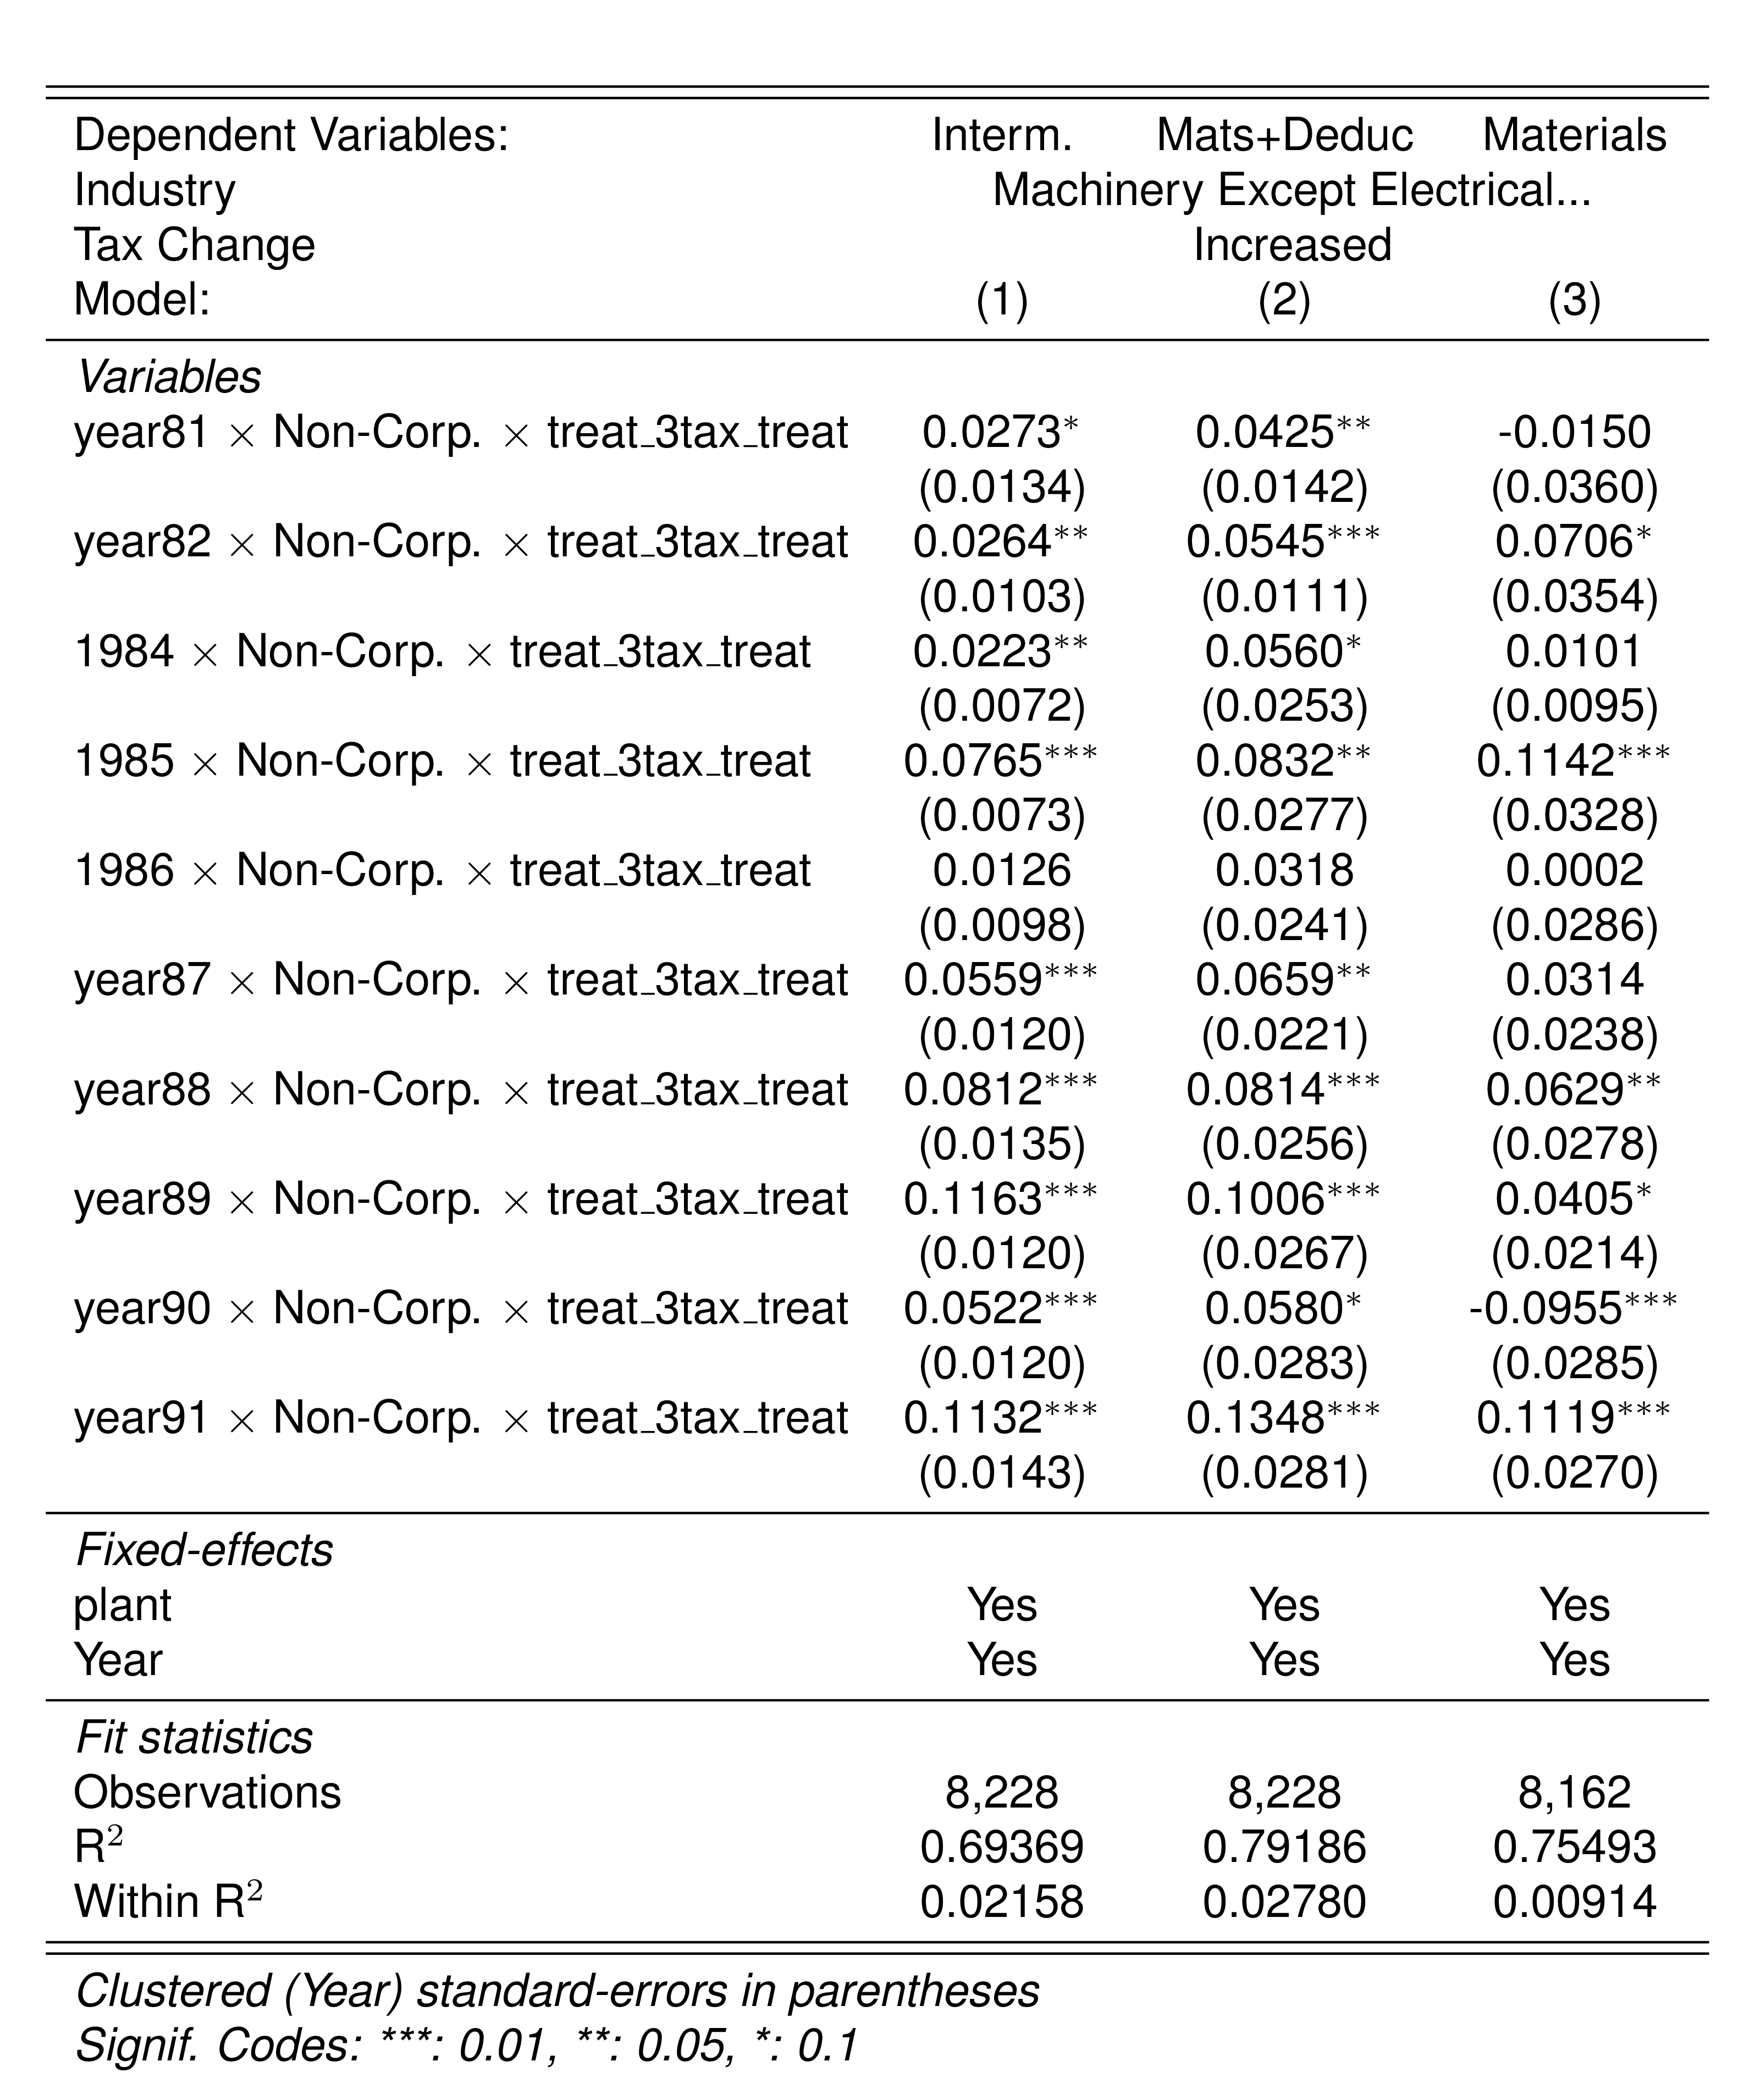 Dependent Variables: Interm. Mats+Deduc Materials
Industry Machinery Except Electrical...
Tax Change Increased
Model: (1) (2) (3)
Variables
year81 × Non-Corp. × treat_3tax_treat 0.0273* 0.0425** -0.0150
(0.0134) (0.0142) (0.0360)
year82 × Non-Corp. × treat_3tax_treat 0.0264** 0.0545*** 0.0706*
(0.0103) (0.0111) (0.0354)
1984 × Non-Corp. × treat_3tax_treat 0.0223** 0.0560* 0.0101
(0.0072) (0.0253) (0.0095)
1985 × Non-Corp. × treat_3tax_treat 0.0765*** 0.0832** 0.1142***
(0.0073) (0.0277) (0.0328)
1986 × Non-Corp. × treat_3tax_treat 0.0126 0.0318 0.0002
(0.0098) (0.0241) (0.0286)
year87 × Non-Corp. × treat_3tax_treat 0.0559*** 0.0659** 0.0314
(0.0120) (0.0221) (0.0238)
year88 × Non-Corp. × treat_3tax_treat 0.0812*** 0.0814*** 0.0629**
(0.0135) (0.0256) (0.0278)
year89 × Non-Corp. × treat_3tax_treat 0.1163*** 0.1006*** 0.0405*
(0.0120) (0.0267) (0.0214)
year90 × Non-Corp. × treat_3tax_treat 0.0522*** 0.0580* -0.0955***
(0.0120) (0.0283) (0.0285)
year91 × Non-Corp. × treat_3tax_treat 0.1132*** 0.1348*** 0.1119***
(0.0143) (0.0281) (0.0270)
Fixed-effects
plant Yes Yes Yes
Year Yes Yes Yes
Fit statistics
Observations 8,228 8,228 8,162
R² 0.69369 0.79186 0.75493
Within R² 0.02158 0.02780 0.00914
Clustered (Year) standard-errors in parentheses
Signif. Codes: ***: 0.01, **: 0.05, *: 0.1